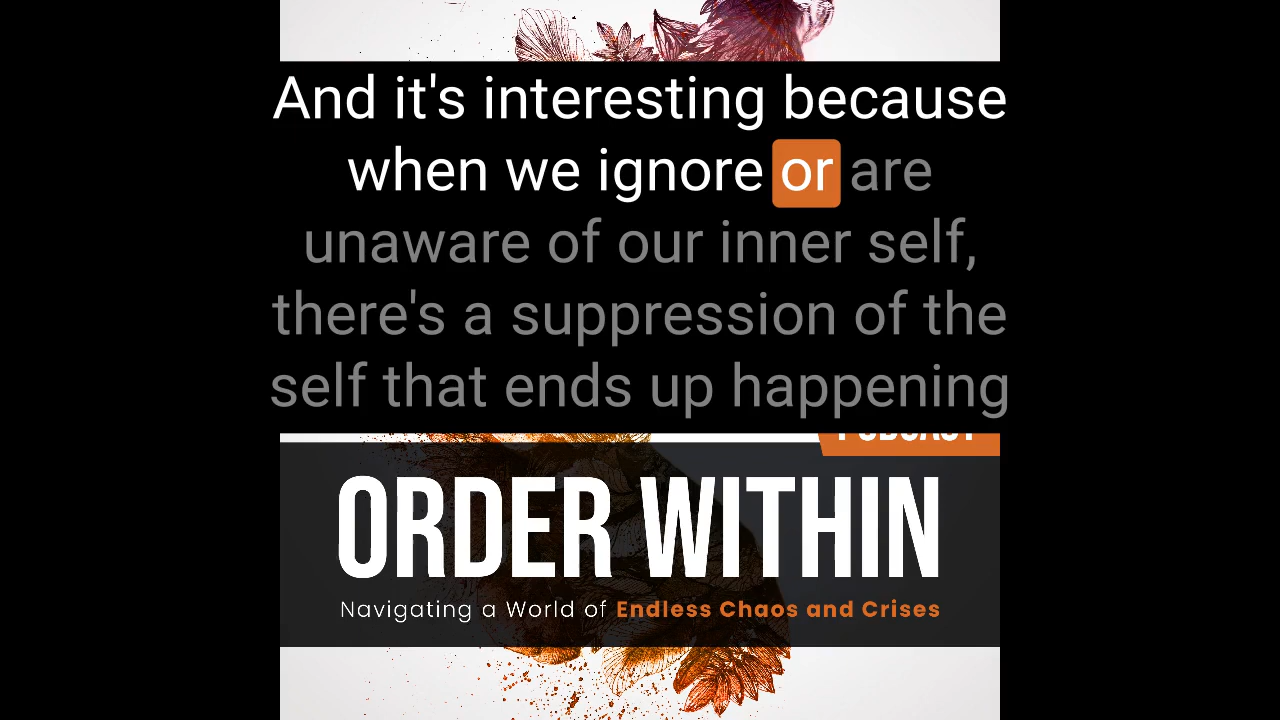 And it's interesting because
when we ignore or are
unaware of our inner self,
there's a suppression of the
self that ends up happening
PODCAST
ORDER WITHIN
Navigating a World of Endless Chaos and Crises